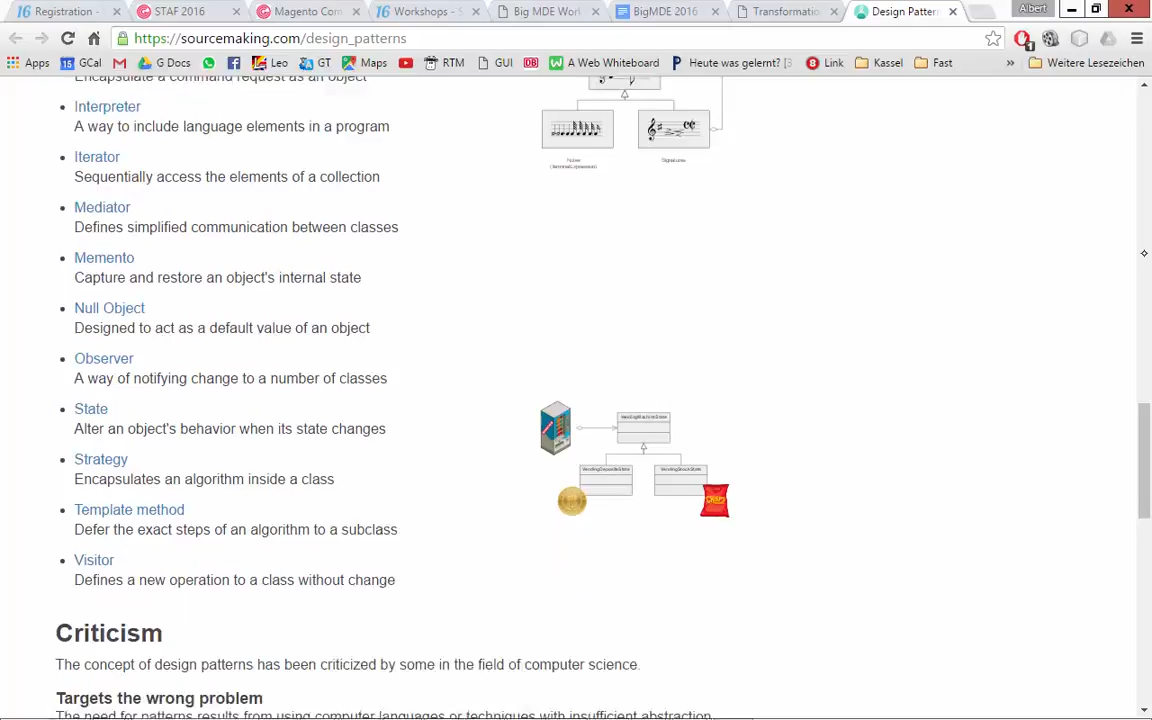 Registration -
STAF 2016
Magento Com
Workshops - S
Big MDE Work
BigMDE 2016
Transformatio
Design Pattern
Albert
https://sourcemaking.com/design_patterns
Apps
GCal
G Docs
Leo
GT
Maps
RTM
GUI
A Web Whiteboard
Heute was gelernt? [3
Link
Kassel
Fast
Weitere Lesezeichen
Encapsulate a command request as an object
Interpreter
A way to include language elements in a program
Iterator
Sequentially access the elements of a collection
Mediator
Defines simplified communication between classes
Memento
Capture and restore an object's internal state
Null Object
Designed to act as a default value of an object
Observer
A way of notifying change to a number of classes
State
Alter an object's behavior when its state changes
Strategy
Encapsulates an algorithm inside a class
Template method
Defer the exact steps of an algorithm to a subclass
Visitor
Defines a new operation to a class without change
Notes
Signatures
Criticism
The concept of design patterns has been criticized by some in the field of computer science.
Targets the wrong problem
The need for patterns results from using computer languages or techniques with insufficient abstraction